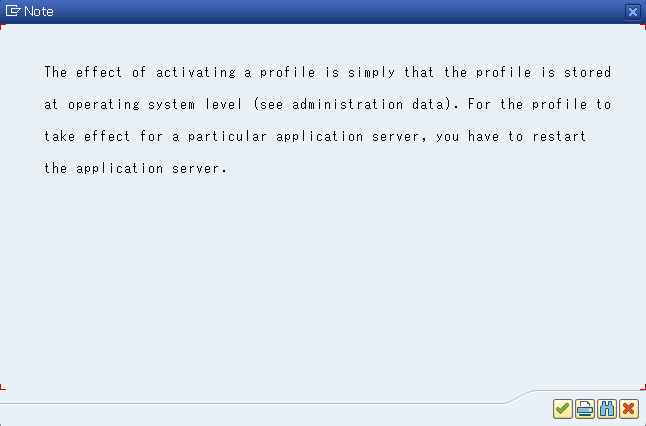 Note
The effect of activating a profile is simply that the profile is stored
at operating system level (see administration data). For the profile to
take effect for a particular application server, you have to restart
the application server.